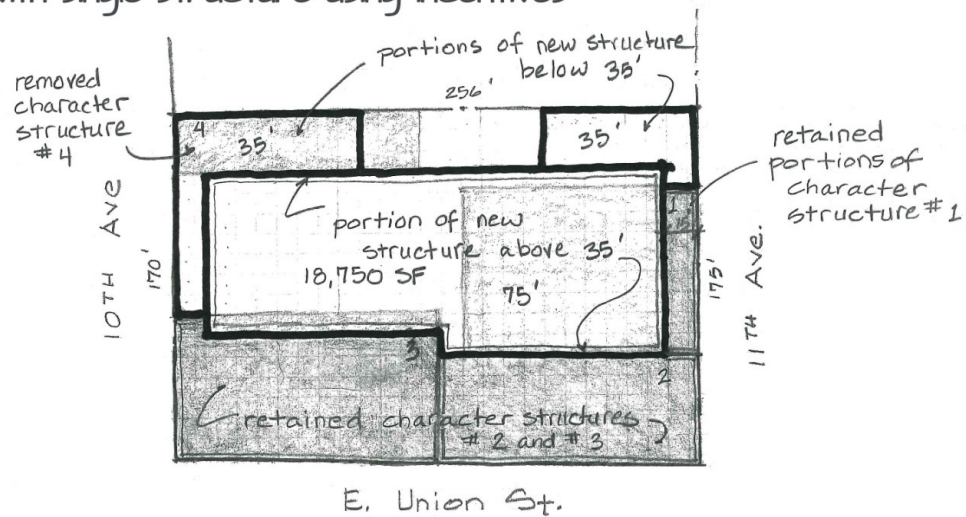 with single structure using incentives
portions of new structure
below 35'
256'
removed
character
structure
#4
4
35'
35'
retained
portions of
character
structure #1
1
15'
10TH Ave
170'
portion of new
structure above 35'
18,750 SF
75'
175'
11TH Ave.
3
2
retained character structures
#2 and #3
E. Union St.